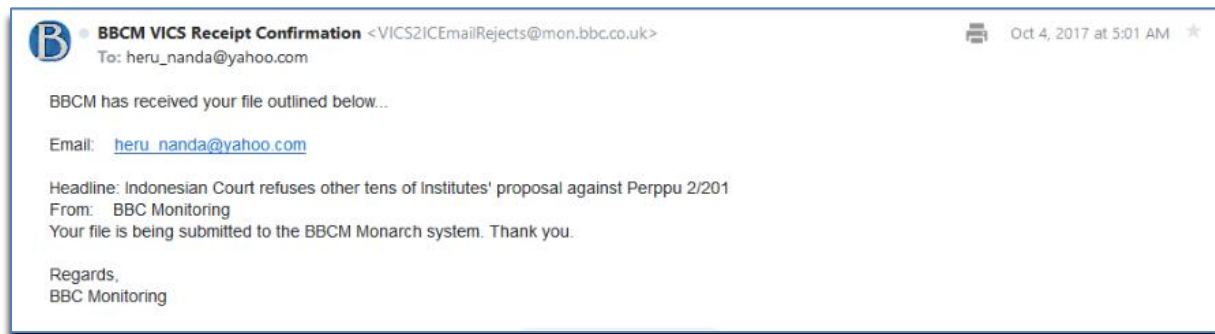 B BBCM VICS Receipt Confirmation <VICS2ICEmailRejects@mon.bbc.co.uk> Oct 4, 2017 at 5:01 AM
To: heru_nanda@yahoo.com
BBCM has received your file outlined below...
Email: heru_nanda@yahoo.com
Headline: Indonesian Court refuses other tens of Institutes' proposal against Perppu 2/201
From: BBC Monitoring
Your file is being submitted to the BBCM Monarch system. Thank you.
Regards,
BBC Monitoring